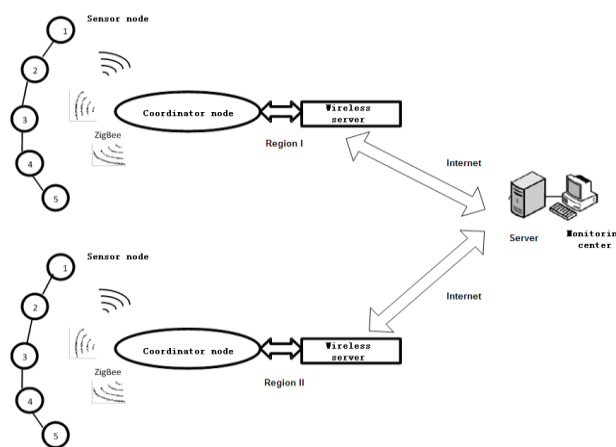 Sensor node
1
2
3
4
5
ZigBee
Coordinator node
Wireless
server
Region I
Internet
Server
Monitorin
center
Sensor node
1
2
3
4
5
ZigBee
Coordinator node
Wireless
server
Region II
Internet